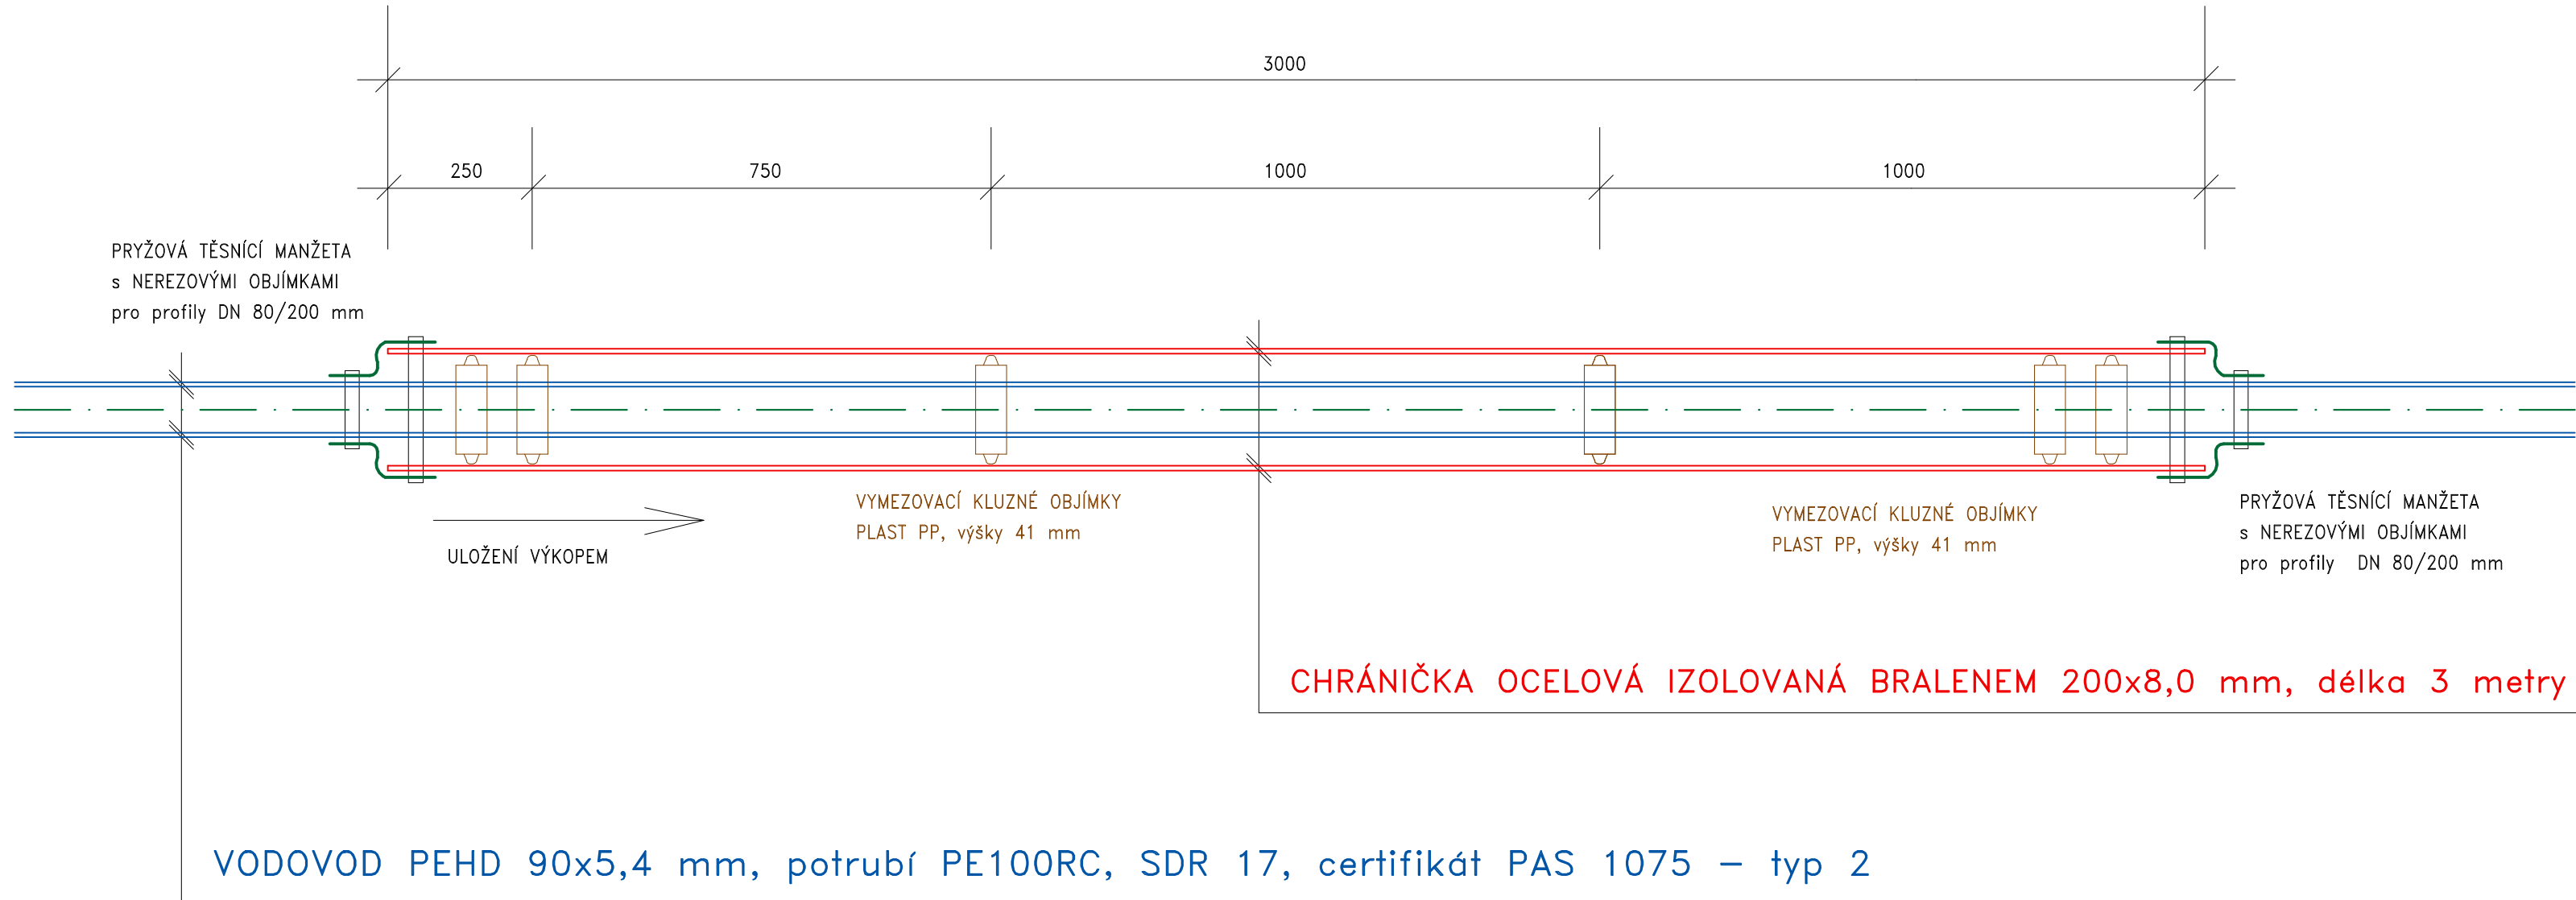 3000
250
750
1000
1000
PRYŽOVÁ TĚSNÍCÍ MANŽETA
s NEREZOVÝMI OBJÍMKAMI
pro profily DN 80/200 mm
VYMEZOVACÍ KLUZNÉ OBJÍMKY
PLAST PP, výšky 41 mm
ULOŽENÍ VÝKOPEM
VYMEZOVACÍ KLUZNÉ OBJÍMKY
PLAST PP, výšky 41 mm
PRYŽOVÁ TĚSNÍCÍ MANŽETA
s NEREZOVÝMI OBJÍMKAMI
pro profily DN 80/200 mm
CHRÁNIČKA OCELOVÁ IZOLOVANÁ BRALENEM 200x8,0 mm, délka 3 metry
VODOVOD PEHD 90x5,4 mm, potrubí PE100RC, SDR 17, certifikát PAS 1075 – typ 2